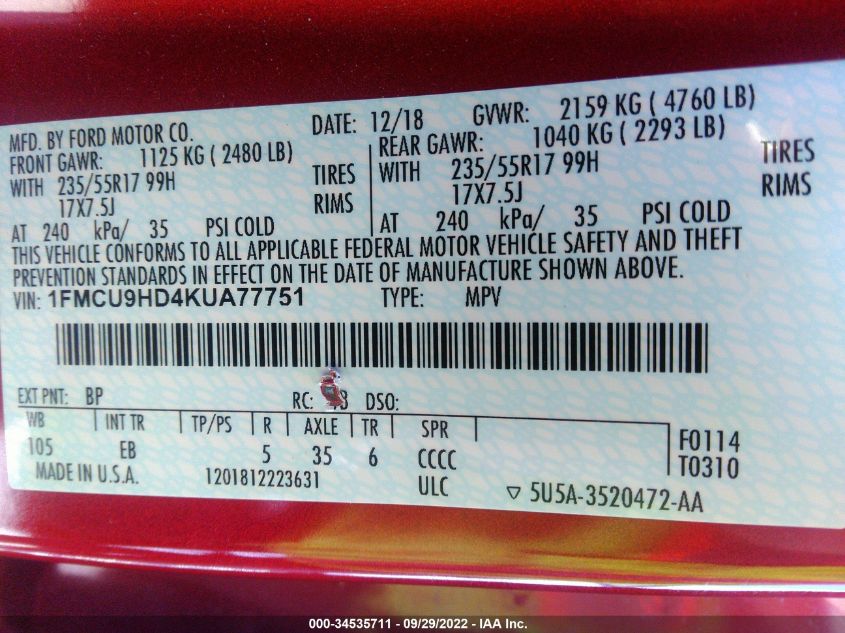 MFD. BY FORD MOTOR CO.
DATE: 12/18 GVWR: 2159 KG ( 4760 LB)
FRONT GAWR: 1125 KG ( 2480 LB)
REAR GAWR: 1040 KG ( 2293 LB)
WITH 235/55R17 99H TIRES
WITH 235/55R17 99H TIRES
17X7.5J RIMS
17X7.5J RIMS
AT 240 kPa/ 35 PSI COLD
AT 240 kPa/ 35 PSI COLD
THIS VEHICLE CONFORMS TO ALL APPLICABLE FEDERAL MOTOR VEHICLE SAFETY AND THEFT
PREVENTION STANDARDS IN EFFECT ON THE DATE OF MANUFACTURE SHOWN ABOVE.
VIN: 1FMCU9HD4KUA77751 TYPE: MPV
EXT PNT: BP RC: DSO:
WB INT TR TP/PS R AXLE TR SPR
105 EB 5 35 6 CCCC
F0114
T0310
MADE IN U.S.A. 1201812223631 ULC ▽ 5U5A-3520472-AA
000-34535711 - 09/29/2022 - IAA Inc.